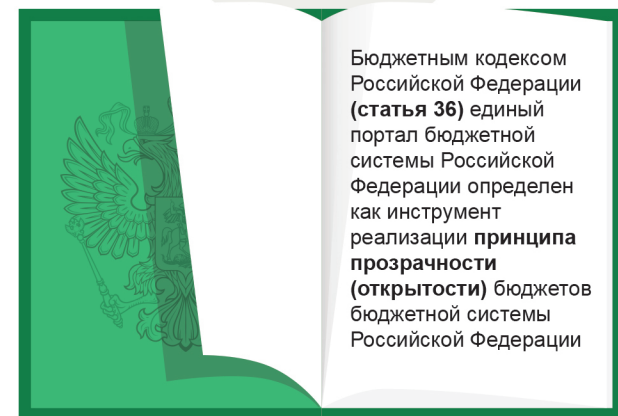 Бюджетным кодексом
Российской Федерации
(статья 36) единый
портал бюджетной
системы Российской
Федерации определен
как инструмент
реализации принципа
прозрачности
(открытости) бюджетов
бюджетной системы
Российской Федерации